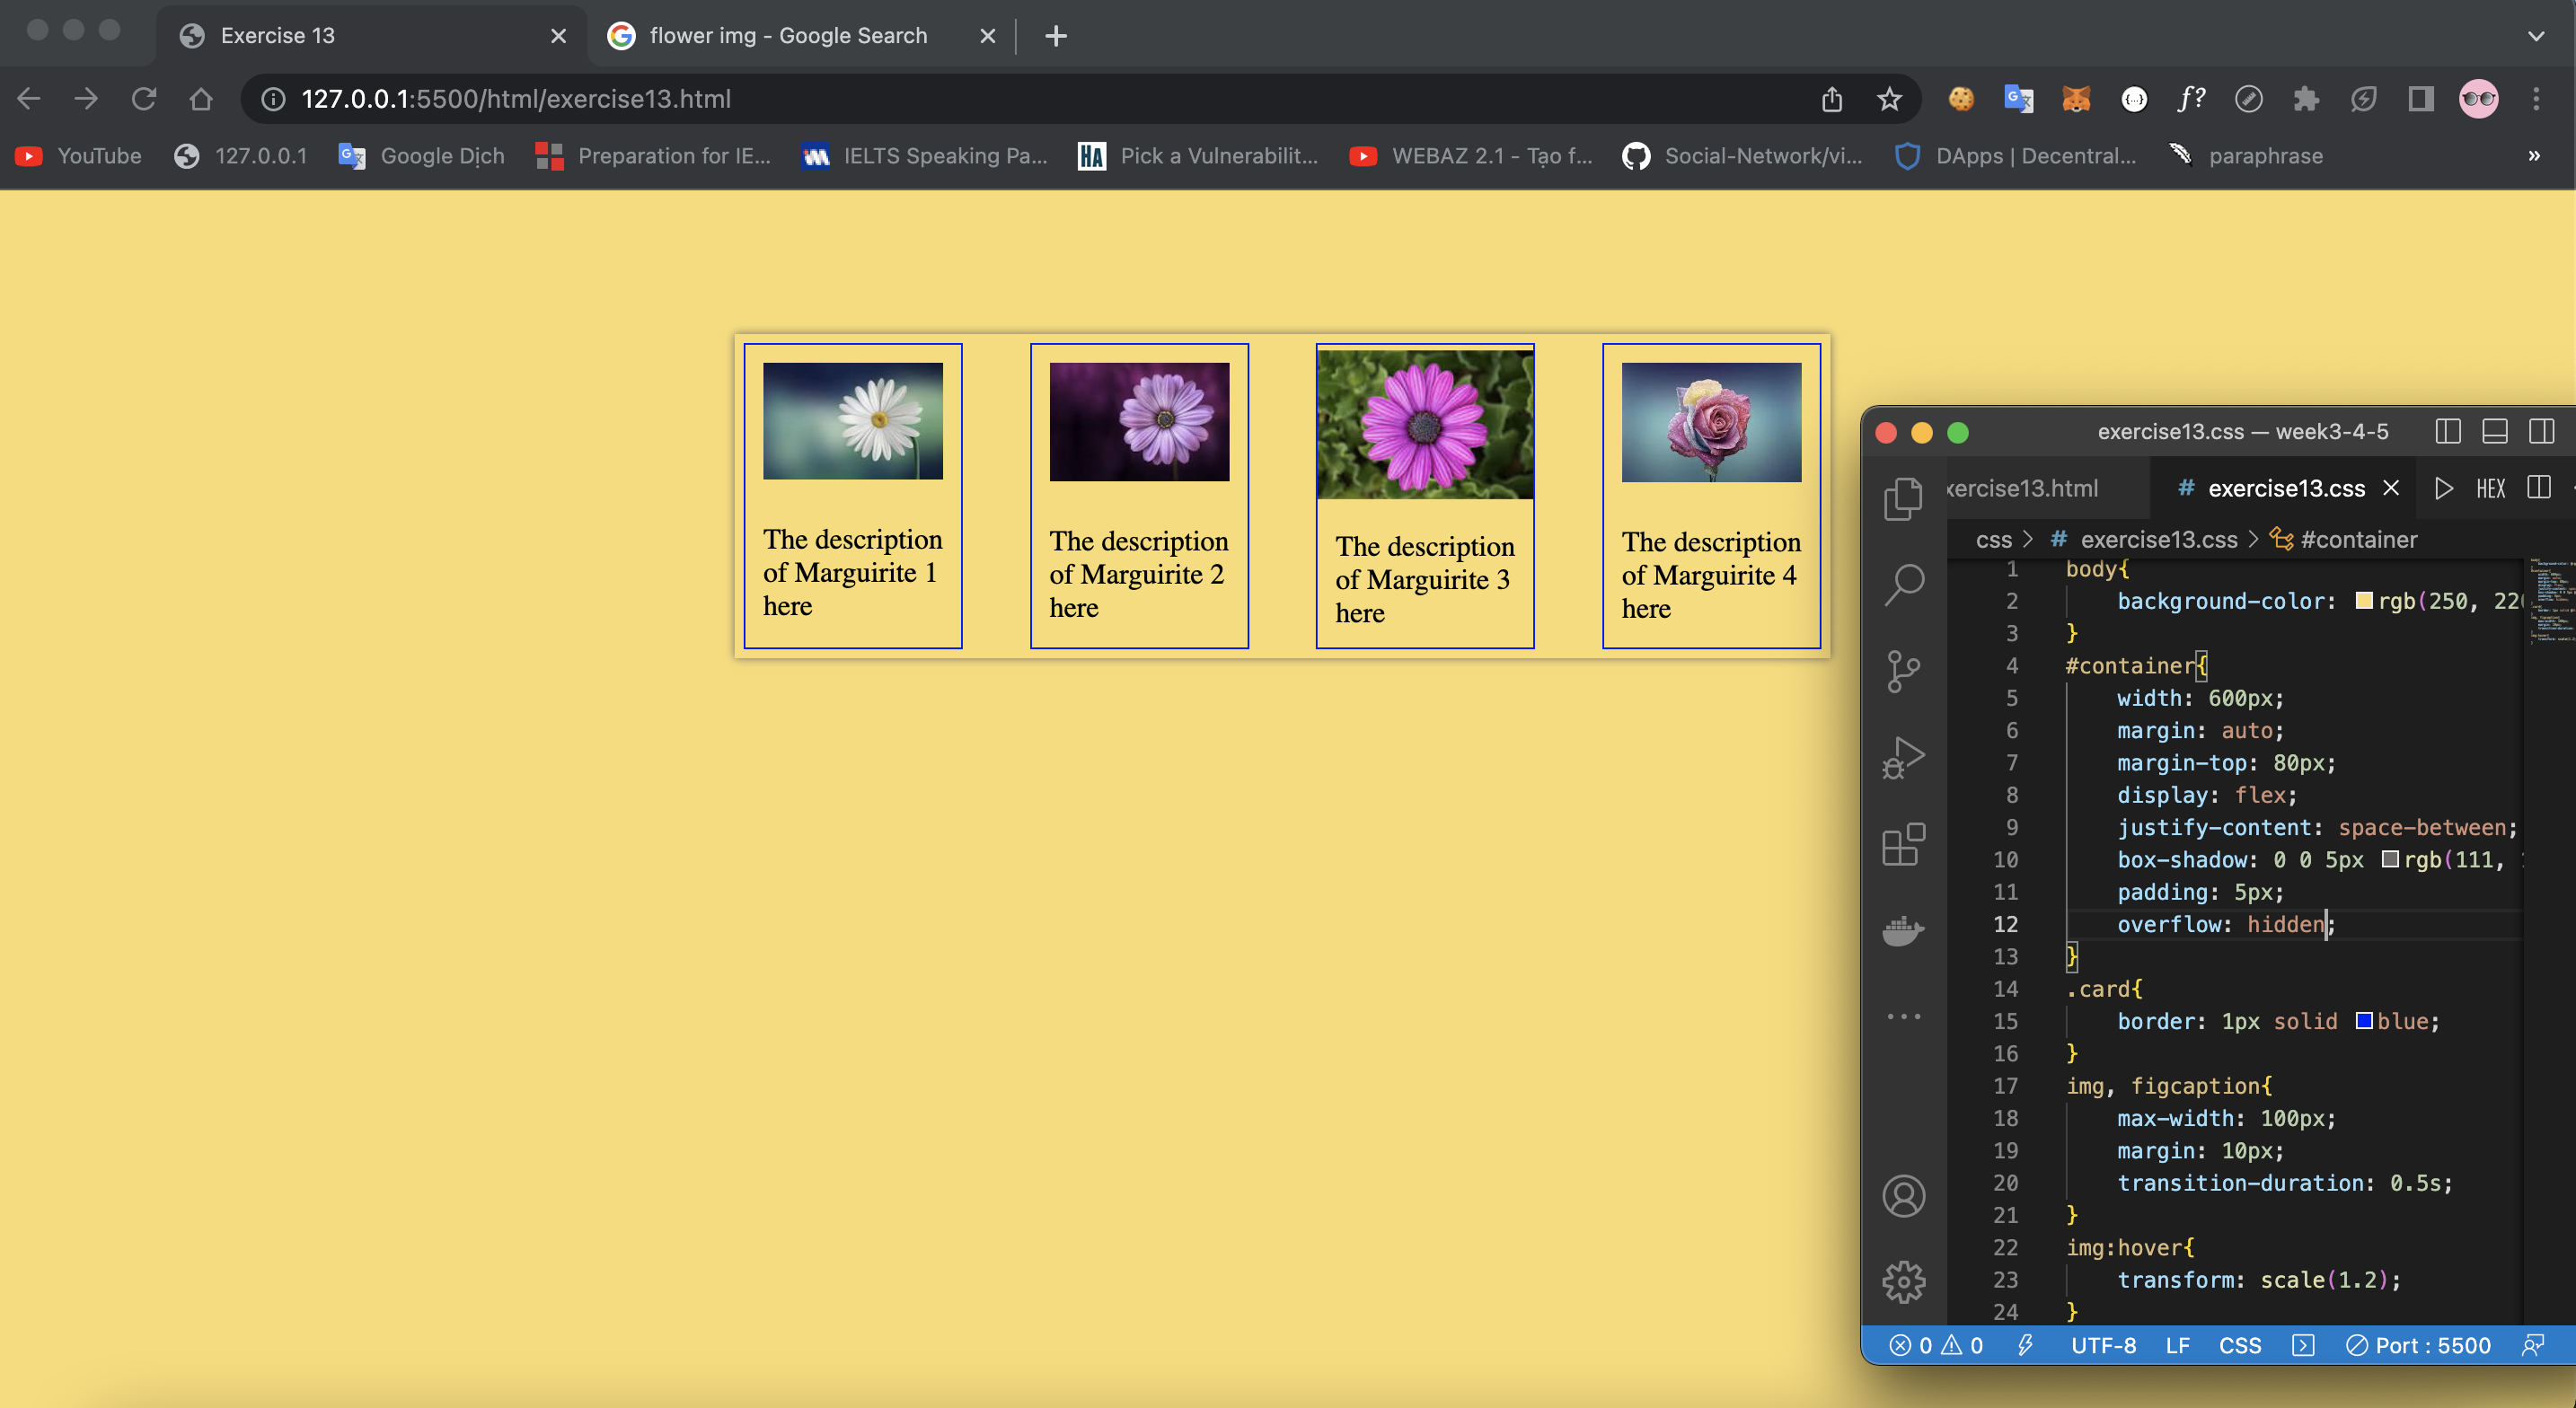 Exercise 13
flower img - Google Search
127.0.0.1:5500/html/exercise13.html
f?
YouTube
127.0.0.1
Google Dịch
Preparation for IE...
IELTS Speaking Pa...
HA
Pick a Vulnerabilit...
WEBAZ 2.1 - Tạo f...
Social-Network/vi...
DApps | Decentral...
paraphrase
»
The description
of Marguirite 1
here
The description
of Marguirite 2
here
The description
of Marguirite 3
here
The description
of Marguirite 4
here
exercise13.css — week3-4-5
xercise13.html
# exercise13.css
HEX
css > # exercise13.css > #container
1 body{
2 background-color: rgb(250, 220
3 }
4 #container{
5 width: 600px;
6 margin: auto;
7 margin-top: 80px;
8 display: flex;
9 justify-content: space-between;
10 box-shadow: 0 0 5px rgb(111,
11 padding: 5px;
12 overflow: hidden;
13 }
14 .card{
15 border: 1px solid blue;
16 }
17 img, figcaption{
18 max-width: 100px;
19 margin: 10px;
20 transition-duration: 0.5s;
21 }
22 img:hover{
23 transform: scale(1.2);
24 }
0 0 UTF-8 LF CSS Port : 5500